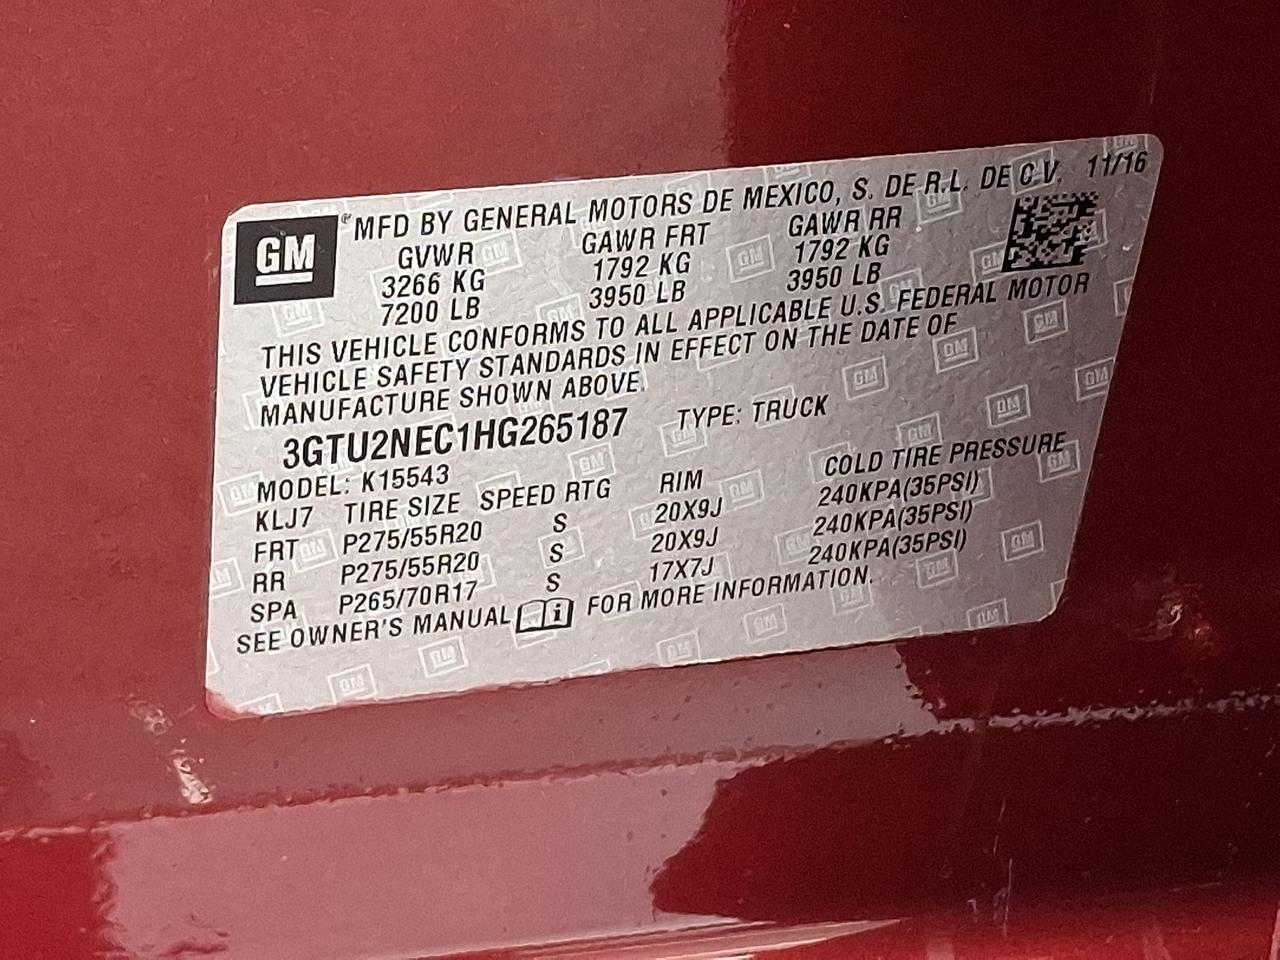 GM ® MFD BY GENERAL MOTORS DE MEXICO, S. DE R.L. DE C.V. 11/16
GVWR GAWR FRT GAWR RR
3266 KG 1792 KG 1792 KG
7200 LB 3950 LB 3950 LB
THIS VEHICLE CONFORMS TO ALL APPLICABLE U.S. FEDERAL MOTOR
VEHICLE SAFETY STANDARDS IN EFFECT ON THE DATE OF
MANUFACTURE SHOWN ABOVE.
3GTU2NEC1HG265187 TYPE: TRUCK
MODEL: K15543
KLJ7 TIRE SIZE SPEED RTG RIM COLD TIRE PRESSURE
FRT P275/55R20 S 20X9J 240KPA(35PSI)
RR P275/55R20 S 20X9J 240KPA(35PSI)
SPA P265/70R17 S 17X7J 240KPA(35PSI)
SEE OWNER'S MANUAL i FOR MORE INFORMATION.